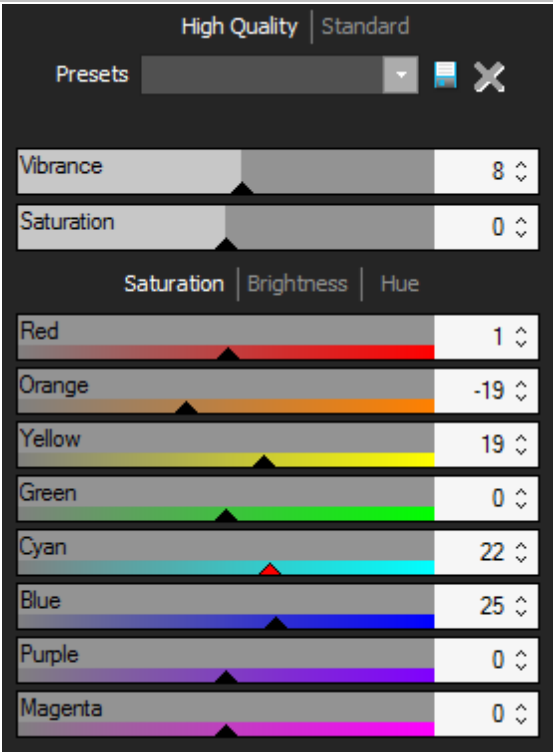 High Quality | Standard
Presets
Vibrance 8
Saturation 0
Saturation | Brightness | Hue
Red 1
Orange -19
Yellow 19
Green 0
Cyan 22
Blue 25
Purple 0
Magenta 0